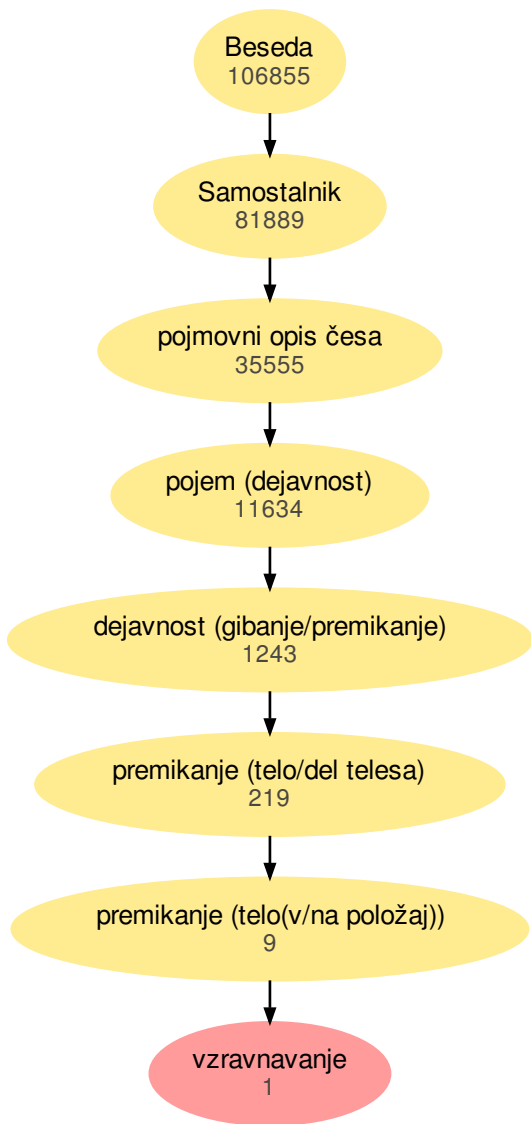 Beseda
106855
Samostalnik
81889
pojmovni opis česa
35555
pojem (dejavnost)
11634
dejavnost (gibanje/premikanje)
1243
premikanje (telo/del telesa)
219
premikanje (telo(v/na položaj))
9
vzravnavanje
1